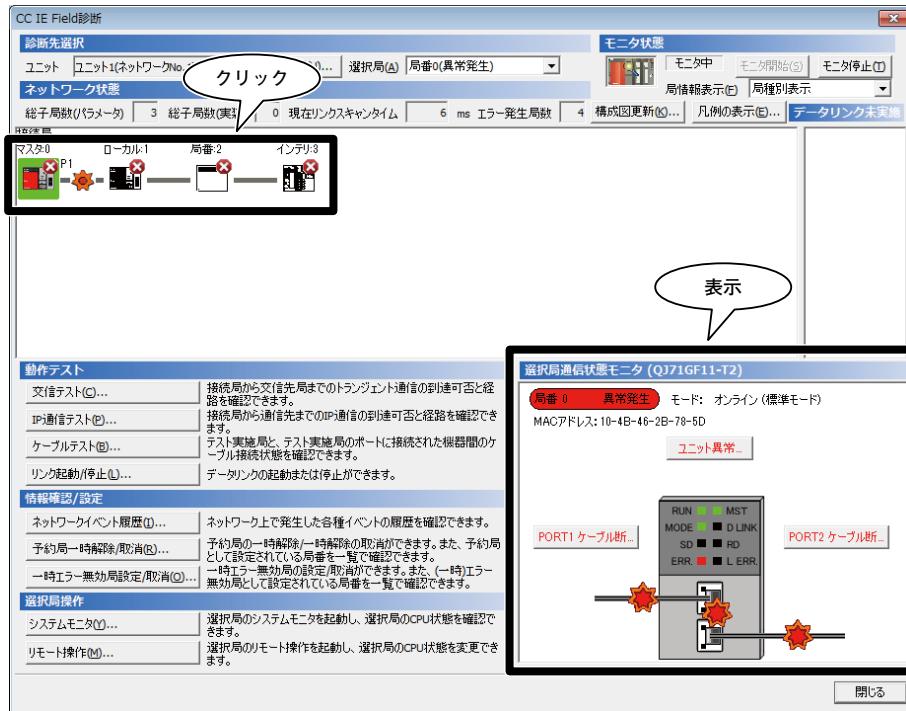 CC IE Field診断
診断先選択
モニタ状態
ユニット ユニット1(ネットワークNo. 選択局(A) 局番0(異常発生)
モニタ中 モニタ開始(S) モニタ停止(T)
クリック
局情報表示(F) 局種別表示
ネットワーク状態
総子局数(パラメータ) 3 総子局数(実 0 現在リンクスキャンタイム 6 ms エラー発生局数 4 構成図更新(K)... 凡例の表示(E)... データリンク未実施
マスタ:0 ローカル:1 局番:2 インテリ:3
P1
表示
動作テスト
交信テスト(C)... 接続局から交信先局までのトランジェント通信の到達可否と経
路を確認できます。
IP通信テスト(P)... 接続局から通信先までのIP通信の到達可否と経路を確認でき
ます。
ケーブルテスト(B)... テスト実施局と、テスト実施局のポートに接続された機器間のケ
ーブル接続状態を確認できます。
リンク起動/停止(L)... データリンクの起動または停止ができます。
情報確認/設定
ネットワークイベント履歴(I)... ネットワーク上で発生した各種イベントの履歴を確認できます。
予約局一時解除/取消(R)... 予約局の一時解除/一時解除の取消ができます。また、予約局
として設定されている局番を一覧で確認できます。
一時エラー無効局設定/取消(O)... 一時エラー無効局の設定/取消ができます。また、(一時)エラー
無効局として設定されている局番を一覧で確認できます。
選択局操作
システムモニタ(Y)... 選択局のシステムモニタを起動し、選択局のCPU状態を確認で
きます。
リモート操作(M)... 選択局のリモート操作を起動し、選択局のCPU状態を変更でき
ます。
選択局通信状態モニタ (QJ71GF11-T2)
局番 0 異常発生 モード: オンライン (標準モード)
MACアドレス: 10-4B-46-2B-78-5D
ユニット異常...
RUN MST
MODE D LINK
SD RD
ERR. L ERR.
PORT1 ケーブル断... PORT2 ケーブル断...
閉じる